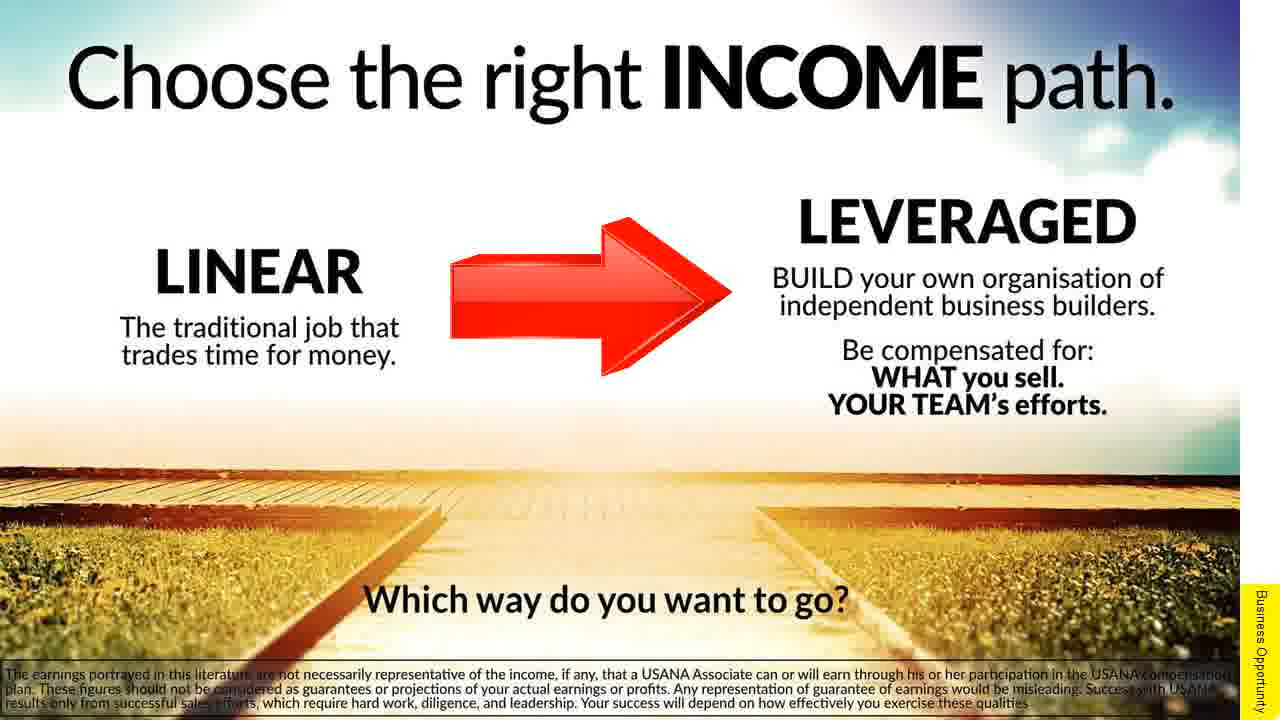 Choose the right INCOME path.
LINEAR
The traditional job that
trades time for money.
LEVERAGED
BUILD your own organisation of
independent business builders.
Be compensated for:
WHAT you sell.
YOUR TEAM’s efforts.
Which way do you want to go?
The earnings portrayed in this literature are not necessarily representative of the income, if any, that a USANA Associate can or will earn through his or her participation in the USANA compensation
plan. These figures should not be considered as guarantees or projections of your actual earnings or profits. Any representation of guarantee of earnings would be misleading. Success with USANA
results only from successful sales efforts, which require hard work, diligence, and leadership. Your success will depend on how effectively you exercise these qualities
Business Opportunity